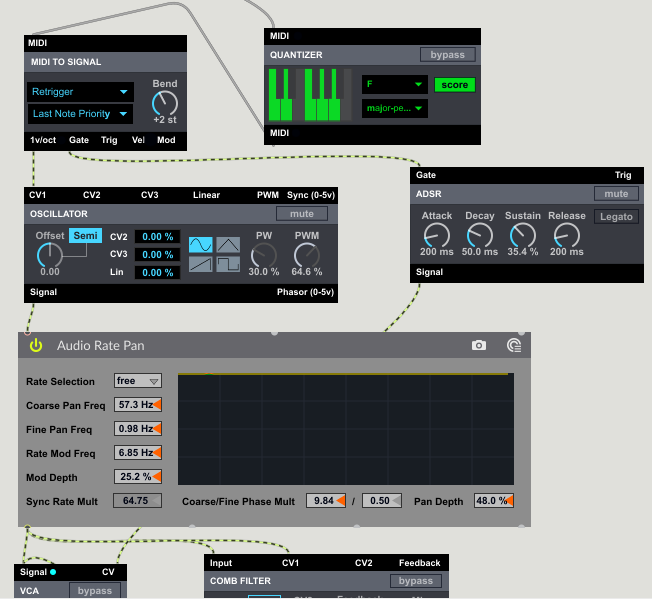 MIDI
MIDI TO SIGNAL
Retrigger
Last Note Priority
Bend
+2 st
1v/oct Gate Trig Vel Mod
MIDI
QUANTIZER bypass
F
score
major-pe...
MIDI
Gate Trig
ADSR mute
Attack Decay Sustain Release Legato
200 ms 50.0 ms 35.4 % 200 ms
Signal
CV1 CV2 CV3 Linear PWM Sync (0-5v)
OSCILLATOR mute
Offset Semi CV2 0.00 % PW PWM
CV3 0.00 %
0.00 Lin 0.00 % 30.0 % 64.6 %
Signal Phasor (0-5v)
Audio Rate Pan
Rate Selection free
Coarse Pan Freq 57.3 Hz
Fine Pan Freq 0.98 Hz
Rate Mod Freq 6.85 Hz
Mod Depth 25.2 %
Sync Rate Mult 64.75 Coarse/Fine Phase Mult 9.84 / 0.50 Pan Depth 48.0 %
Signal CV
VCA bypass
Input CV1 CV2 Feedback
COMB FILTER bypass